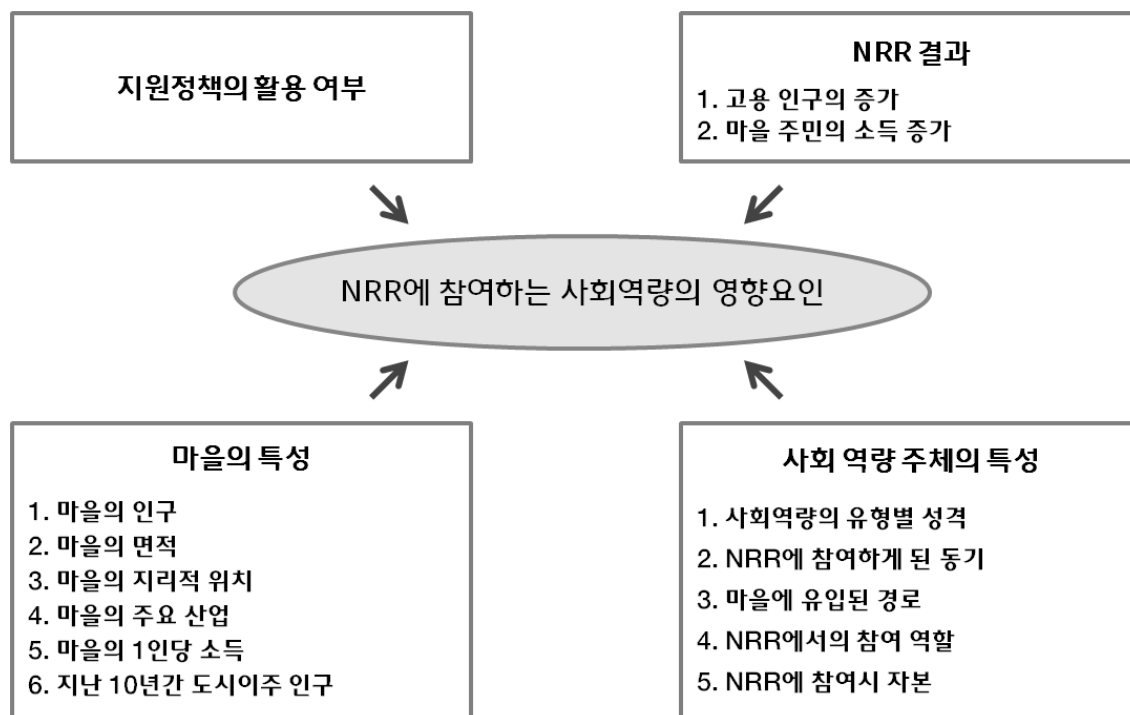 지원정책의 활용 여부
NRR 결과
1. 고용 인구의 증가
2. 마을 주민의 소득 증가
NRR에 참여하는 사회역량의 영향요인
마을의 특성
1. 마을의 인구
2. 마을의 면적
3. 마을의 지리적 위치
4. 마을의 주요 산업
5. 마을의 1인당 소득
6. 지난 10년간 도시이주 인구
사회 역량 주체의 특성
1. 사회역량의 유형별 성격
2. NRR에 참여하게 된 동기
3. 마을에 유입된 경로
4. NRR에서의 참여 역할
5. NRR에 참여시 자본